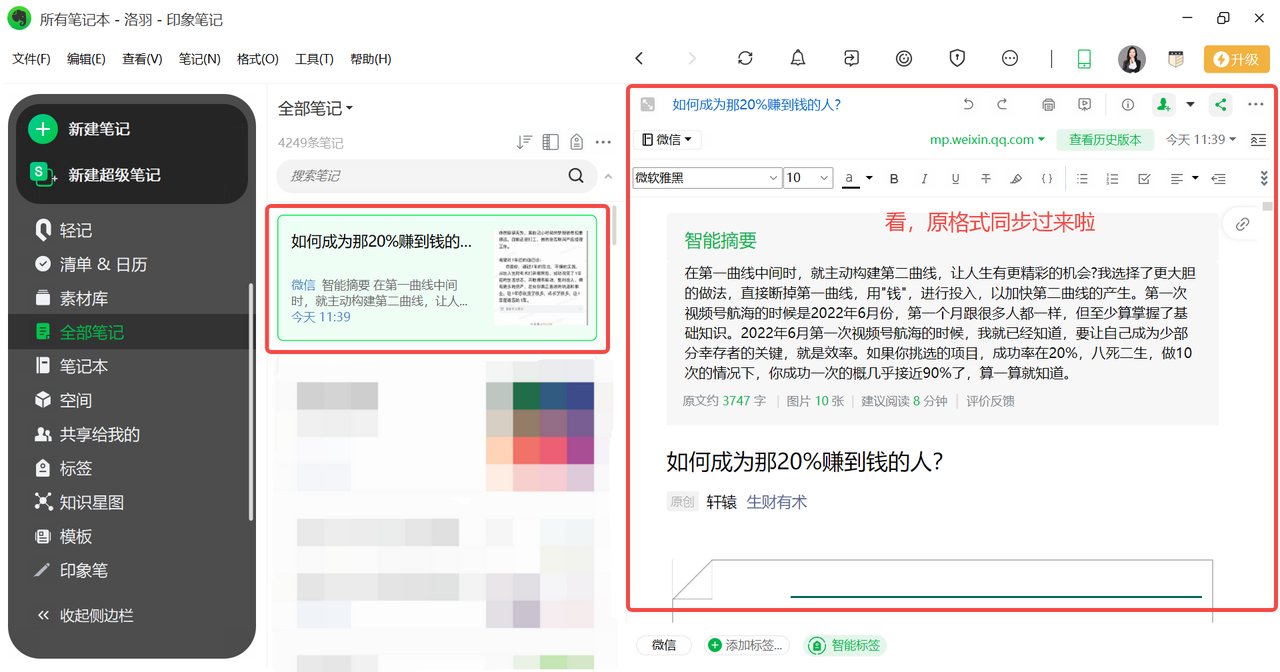 所有笔记本 - 洛羽 - 印象笔记
文件(F) 编辑(E) 查看(V) 笔记(N) 格式(O) 工具(T) 帮助(H)
升级
新建笔记
新建超级笔记
轻记
清单 & 日历
素材库
全部笔记
笔记本
空间
共享给我的
标签
知识星图
模板
印象笔
收起侧边栏
全部笔记
4249条笔记
搜索笔记
如何成为那20%赚到钱的...
微信 智能摘要 在第一曲线中间
时，就主动构建第二曲线，让人...
今天 11:39
如何成为那20%赚到钱的人？
微信
mp.weixin.qq.com
查看历史版本
今天 11:39
微软雅黑
10
a B I U T
看，原格式同步过来啦
智能摘要
在第一曲线中间时，就主动构建第二曲线，让人生有更精彩的机会?我选择了更大胆
的做法，直接断掉第一曲线，用"钱"，进行投入，以加快第二曲线的产生。第一次
视频号航海的时候是2022年6月份，第一个月跟很多人都一样，但至少算掌握了基
础知识。2022年6月第一次视频号航海的时候，我就已经知道，要让自己成为少部
分幸存者的关键，就是效率。如果你挑选的项目，成功率在20%，八死二生，做10
次的情况下，你成功一次的概几乎接近90%了，算一算就知道。
原文约 3747 字 | 图片 10 张 | 建议阅读 8 分钟 | 评价反馈
如何成为那20%赚到钱的人？
原创 轩辕 生财有术
微信
添加标签...
智能标签